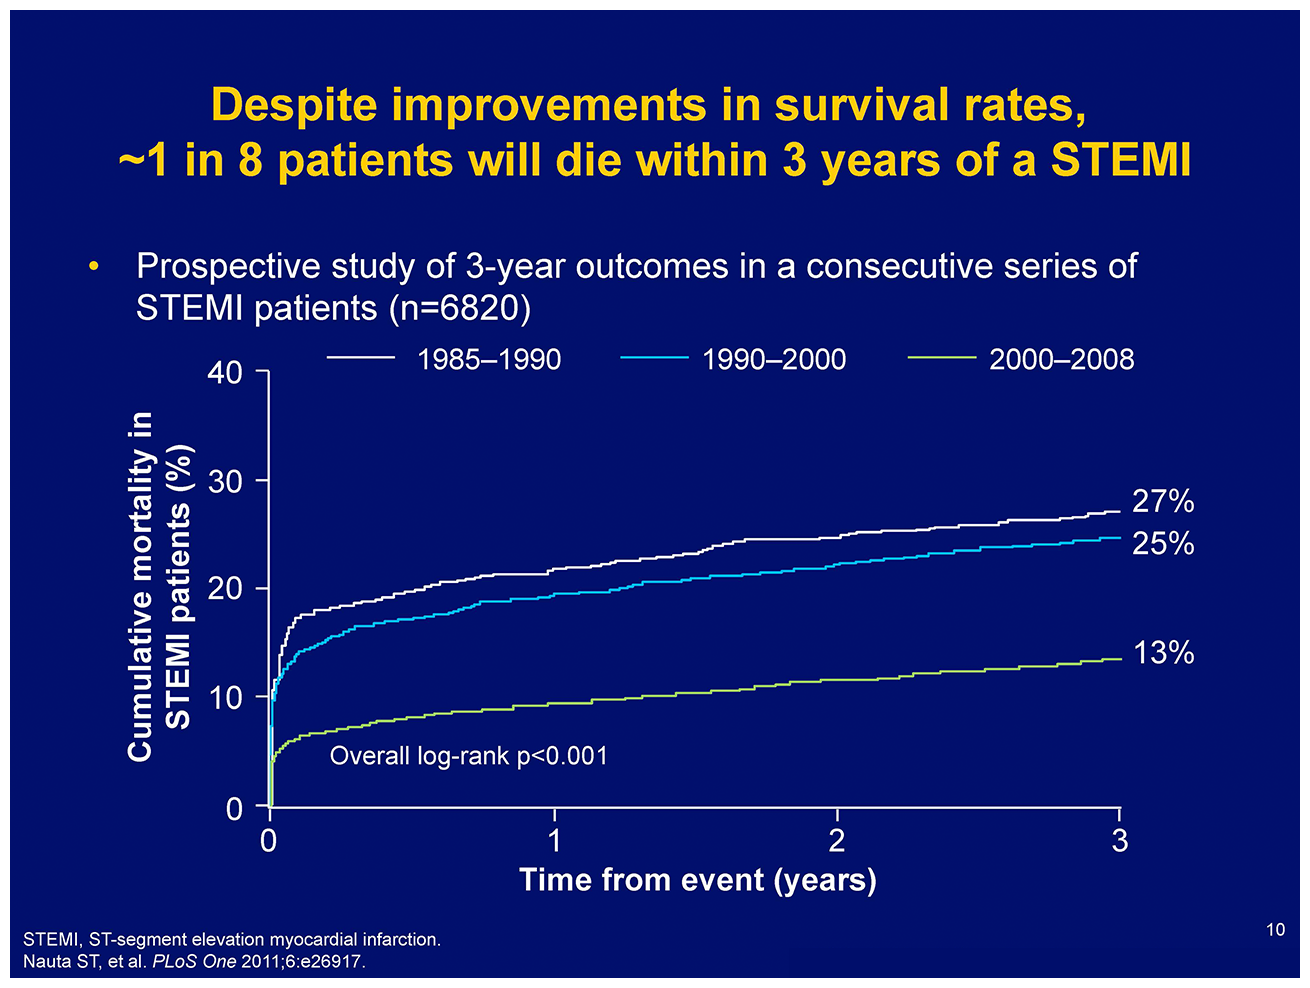 Despite improvements in survival rates,
~1 in 8 patients will die within 3 years of a STEMI
• Prospective study of 3-year outcomes in a consecutive series of
STEMI patients (n=6820)
1985–1990 1990–2000 2000–2008
Cumulative mortality in
STEMI patients (%)
40
30
20
10
0
27%
25%
13%
Overall log-rank p<0.001
0 1 2 3
Time from event (years)
10
STEMI, ST-segment elevation myocardial infarction.
Nauta ST, et al. PLoS One 2011;6:e26917.